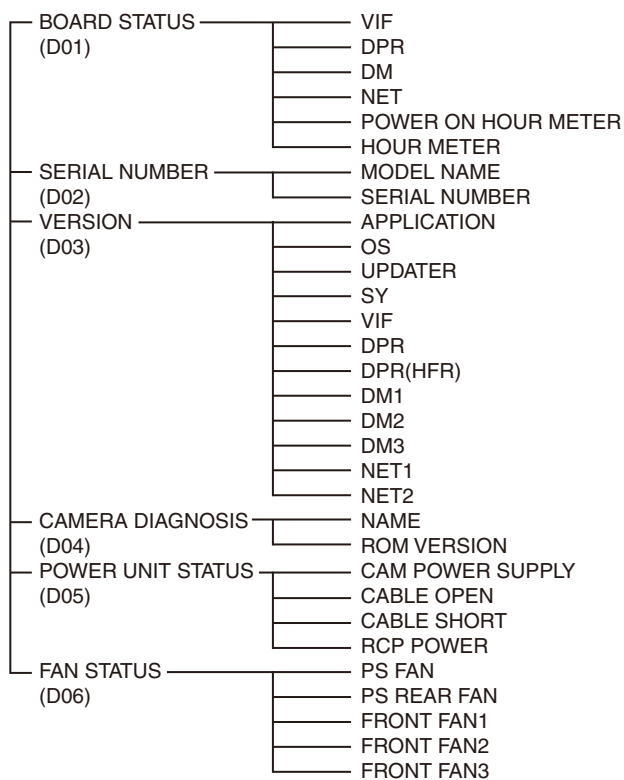 BOARD STATUS
(D01)
VIF
DPR
DM
NET
POWER ON HOUR METER
HOUR METER
SERIAL NUMBER
(D02)
MODEL NAME
SERIAL NUMBER
VERSION
(D03)
APPLICATION
OS
UPDATER
SY
VIF
DPR
DPR(HFR)
DM1
DM2
DM3
NET1
NET2
CAMERA DIAGNOSIS
(D04)
NAME
ROM VERSION
POWER UNIT STATUS
(D05)
CAM POWER SUPPLY
CABLE OPEN
CABLE SHORT
RCP POWER
FAN STATUS
(D06)
PS FAN
PS REAR FAN
FRONT FAN1
FRONT FAN2
FRONT FAN3